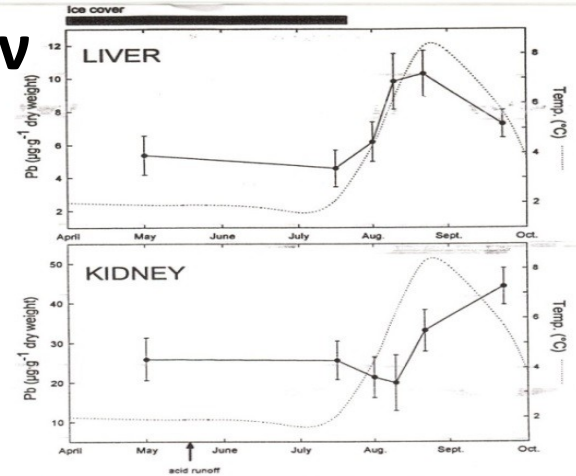 Ice cover
v
LIVER
Pb (µg·g⁻¹ dry weight)
12
10
8
6
4
2
8
6
4
2
Temp. (°C)
April May June July Aug. Sept. Oct.
KIDNEY
Pb (µg·g⁻¹ dry weight)
50
40
30
20
10
8
6
4
2
Temp. (°C)
April May June July Aug. Sept. Oct.
acid runoff